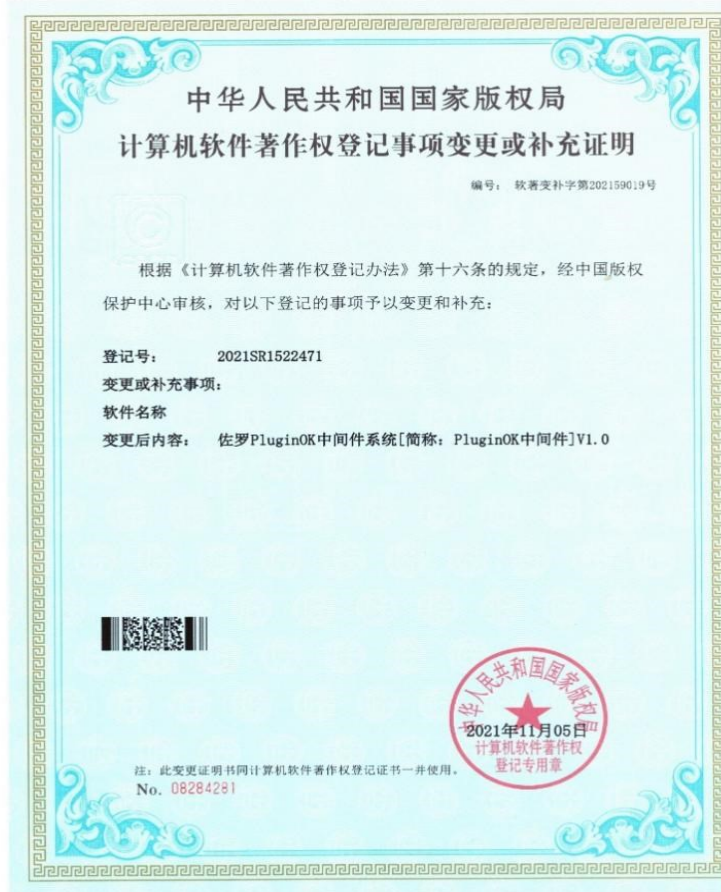 中华人民共和国国家版权局
计算机软件著作权登记事项变更或补充证明
编号： 软著变补字第202159019号
根据《计算机软件著作权登记办法》第十六条的规定，经中国版权
保护中心审核，对以下登记的事项予以变更和补充：
登记号： 2021SR1522471
变更或补充事项：
软件名称
变更后内容： 佐罗PluginOK中间件系统[简称：PluginOK中间件]V1.0
中华人民共和国国家版权局
2021年11月05日
计算机软件著作权
登记专用章
注：此变更证明书同计算机软件著作权登记证书一并使用。
No. 08284281